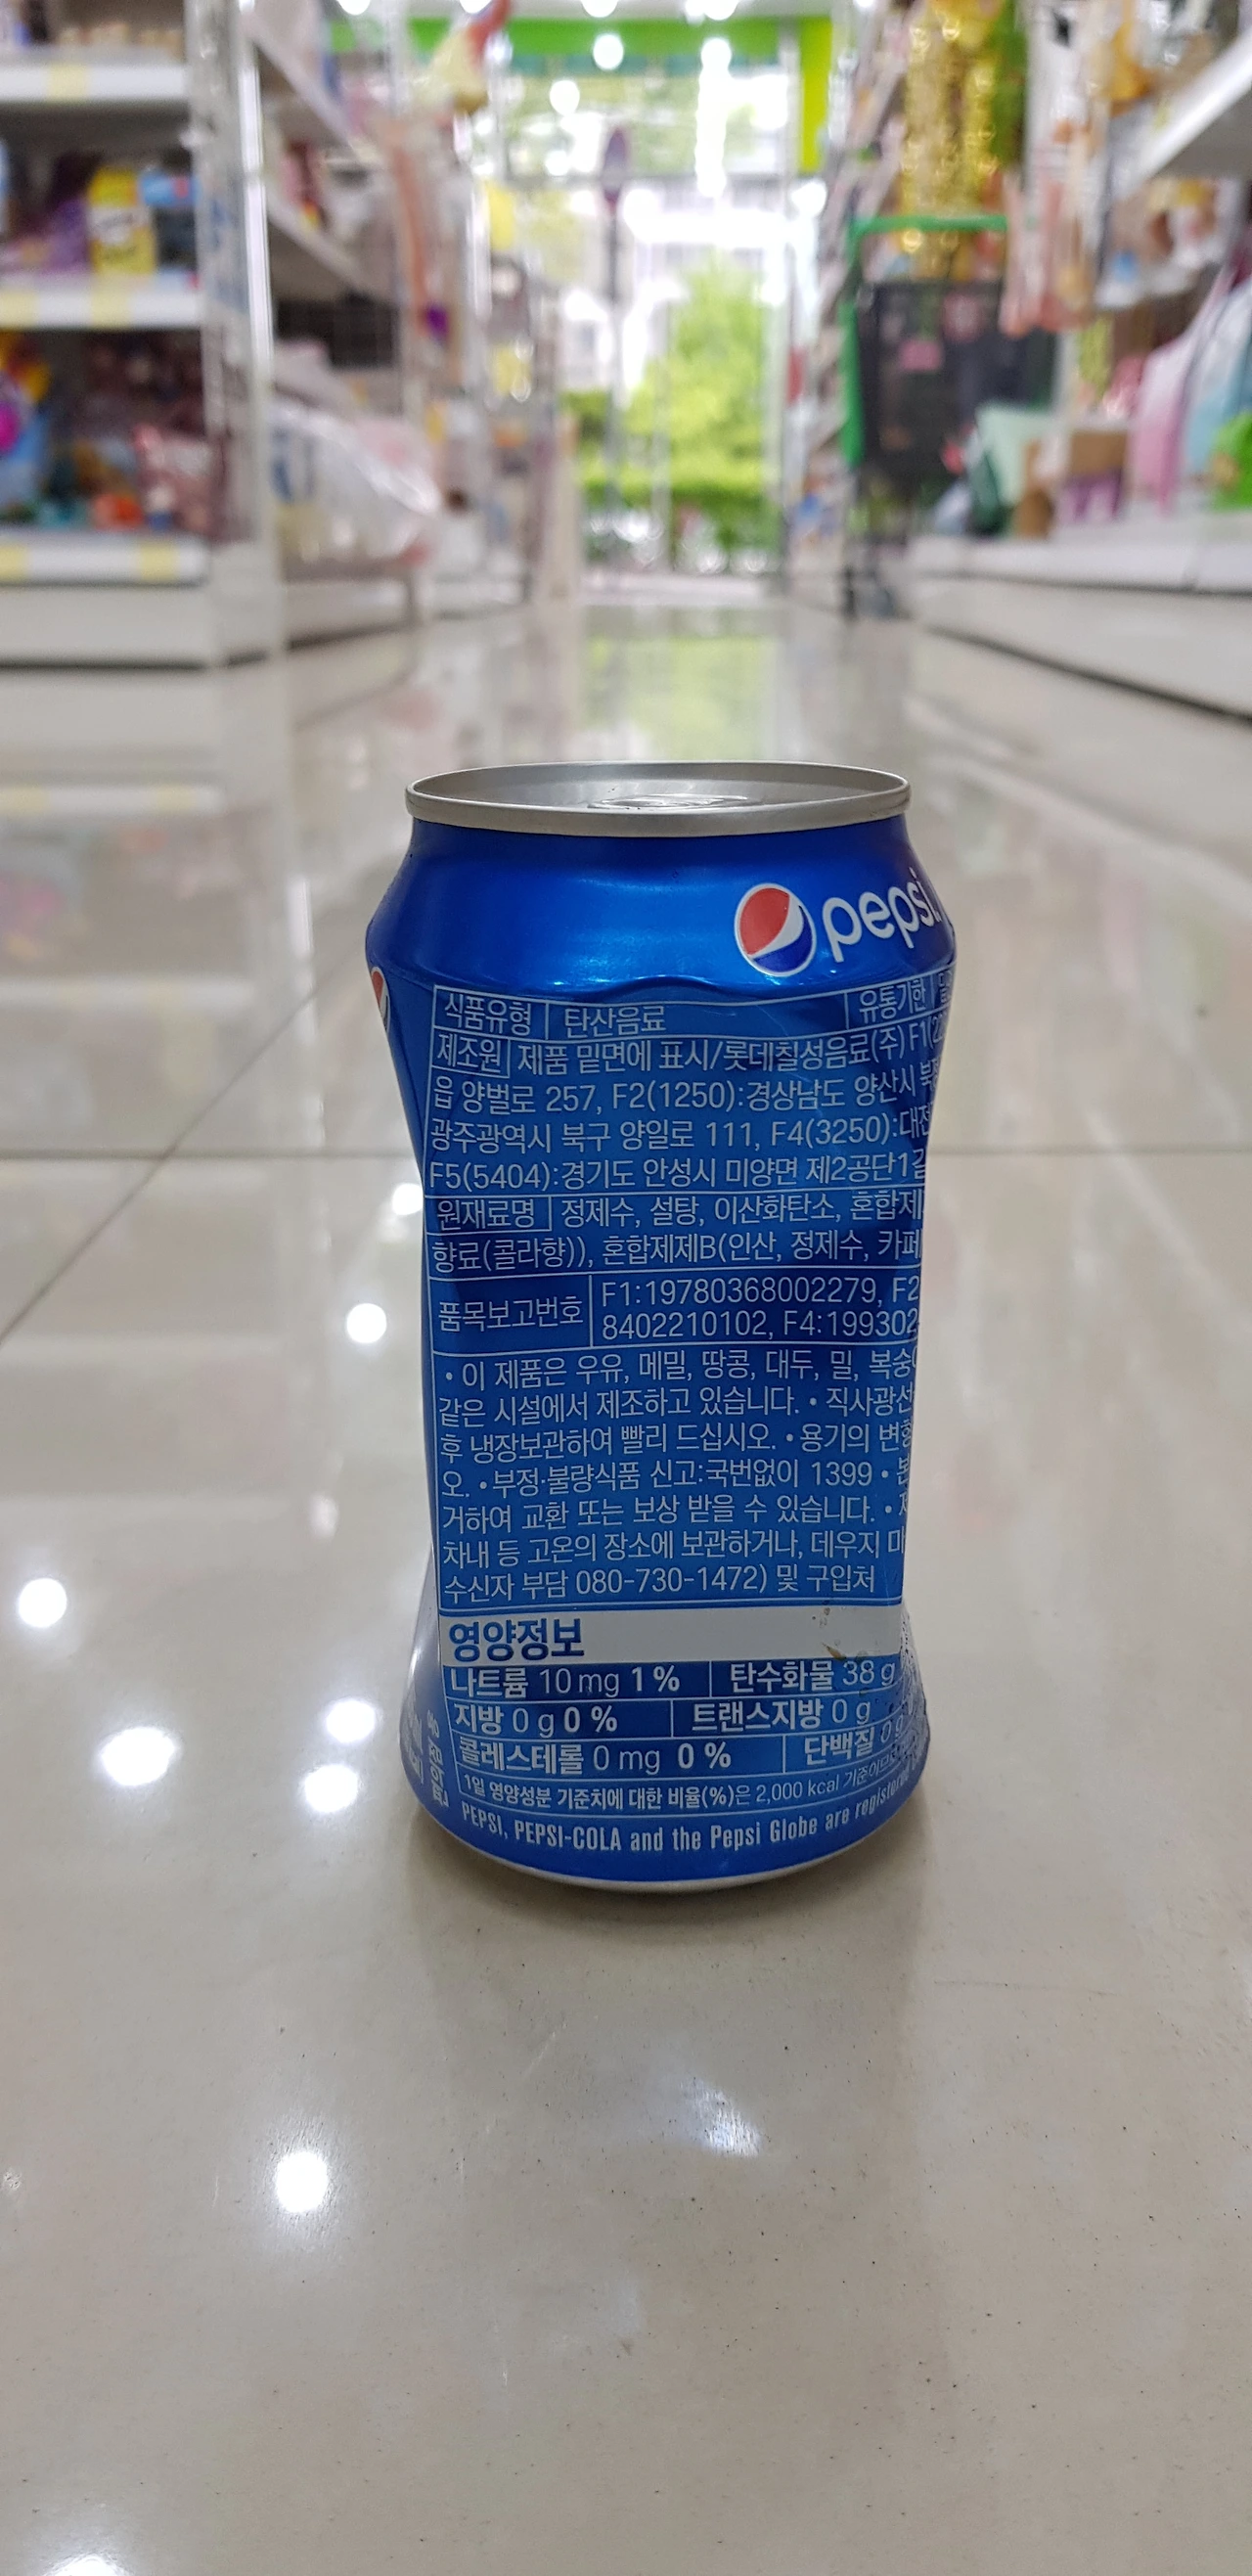 pepsi
식품유형 탄산음료 유통기한
제조원 제품 밑면에 표시/롯데칠성음료(주) F1(
읍 양벌로 257, F2(1250):경상남도 양산시
광주광역시 북구 양일로 111, F4(3250):대전
F5(5404):경기도 안성시 미양면 제2공단1길
원재료명 정제수, 설탕, 이산화탄소, 혼합제
향료(콜라향)), 혼합제제B(인산, 정제수, 카페
품목보고번호 F1:19780368002279, F2
8402210102, F4:199302
• 이 제품은 우유, 메밀, 땅콩, 대두, 밀, 복숭
같은 시설에서 제조하고 있습니다. • 직사광선
후 냉장보관하여 빨리 드십시오. • 용기의 변형
오. • 부정·불량식품 신고:국번없이 1399 • 본
거하여 교환 또는 보상 받을 수 있습니다. •
차내 등 고온의 장소에 보관하거나, 데우지 마
수신자 부담 080-730-1472) 및 구입처
영양정보
나트륨 10 mg 1 % 탄수화물 38 g
지방 0 g 0 % 트랜스지방 0 g
콜레스테롤 0 mg 0 % 단백질 0 g
1일 영양성분 기준치에 대한 비율(%)은 2,000 kcal 기준이므로
PEPSI, PEPSI-COLA and the Pepsi Globe are registered